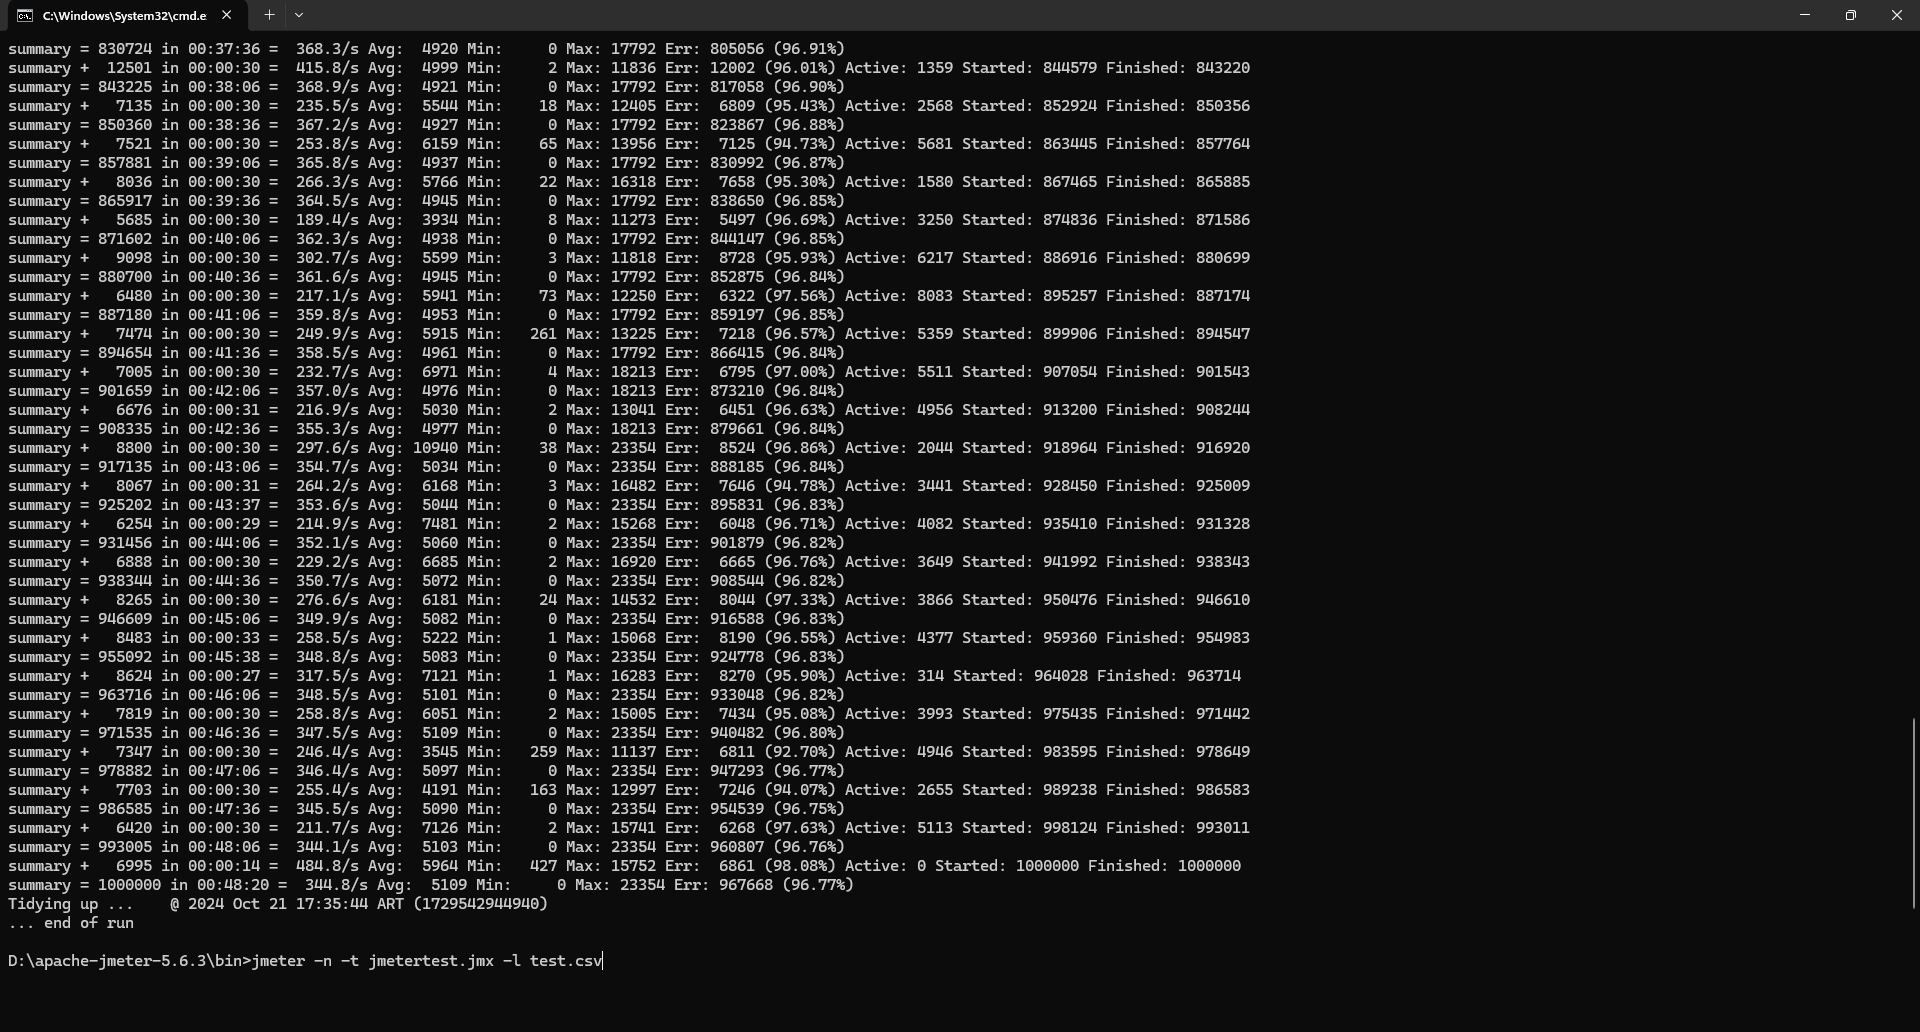 C:\Windows\System32\cmd.e
summary = 830724 in 00:37:36 =  368.3/s Avg:  4920 Min:     0 Max: 17792 Err: 805056 (96.91%)
summary +  12501 in 00:00:30 =  415.8/s Avg:  4999 Min:     2 Max: 11836 Err: 12002 (96.01%) Active: 1359 Started: 844579 Finished: 843220
summary = 843225 in 00:38:06 =  368.9/s Avg:  4921 Min:     0 Max: 17792 Err: 817058 (96.90%)
summary +   7135 in 00:00:30 =  235.5/s Avg:  5544 Min:    18 Max: 12405 Err:  6809 (95.43%) Active: 2568 Started: 852924 Finished: 850356
summary = 850360 in 00:38:36 =  367.2/s Avg:  4927 Min:     0 Max: 17792 Err: 823867 (96.88%)
summary +   7521 in 00:00:30 =  253.8/s Avg:  6159 Min:    65 Max: 13956 Err:  7125 (94.73%) Active: 5681 Started: 863445 Finished: 857764
summary = 857881 in 00:39:06 =  365.8/s Avg:  4937 Min:     0 Max: 17792 Err: 830992 (96.87%)
summary +   8036 in 00:00:30 =  266.3/s Avg:  5766 Min:    22 Max: 16318 Err:  7658 (95.30%) Active: 1580 Started: 867465 Finished: 865885
summary = 865917 in 00:39:36 =  364.5/s Avg:  4945 Min:     0 Max: 17792 Err: 838650 (96.85%)
summary +   5685 in 00:00:30 =  189.4/s Avg:  3934 Min:     8 Max: 11273 Err:  5497 (96.69%) Active: 3250 Started: 874836 Finished: 871586
summary = 871602 in 00:40:06 =  362.3/s Avg:  4938 Min:     0 Max: 17792 Err: 844147 (96.85%)
summary +   9098 in 00:00:30 =  302.7/s Avg:  5599 Min:     3 Max: 11818 Err:  8728 (95.93%) Active: 6217 Started: 886916 Finished: 880699
summary = 880700 in 00:40:36 =  361.6/s Avg:  4945 Min:     0 Max: 17792 Err: 852875 (96.84%)
summary +   6480 in 00:00:30 =  217.1/s Avg:  5941 Min:    73 Max: 12250 Err:  6322 (97.56%) Active: 8083 Started: 895257 Finished: 887174
summary = 887180 in 00:41:06 =  359.8/s Avg:  4953 Min:     0 Max: 17792 Err: 859197 (96.85%)
summary +   7474 in 00:00:30 =  249.9/s Avg:  5915 Min:   261 Max: 13225 Err:  7218 (96.57%) Active: 5359 Started: 899906 Finished: 894547
summary = 894654 in 00:41:36 =  358.5/s Avg:  4961 Min:     0 Max: 17792 Err: 866415 (96.84%)
summary +   7005 in 00:00:30 =  232.7/s Avg:  6971 Min:     4 Max: 18213 Err:  6795 (97.00%) Active: 5511 Started: 907054 Finished: 901543
summary = 901659 in 00:42:06 =  357.0/s Avg:  4976 Min:     0 Max: 18213 Err: 873210 (96.84%)
summary +   6676 in 00:00:31 =  216.9/s Avg:  5030 Min:     2 Max: 13041 Err:  6451 (96.63%) Active: 4956 Started: 913200 Finished: 908244
summary = 908335 in 00:42:36 =  355.3/s Avg:  4977 Min:     0 Max: 18213 Err: 879661 (96.84%)
summary +   8800 in 00:00:30 =  297.6/s Avg: 10940 Min:    38 Max: 23354 Err:  8524 (96.86%) Active: 2044 Started: 918964 Finished: 916920
summary = 917135 in 00:43:06 =  354.7/s Avg:  5034 Min:     0 Max: 23354 Err: 888185 (96.84%)
summary +   8067 in 00:00:31 =  264.2/s Avg:  6168 Min:     3 Max: 16482 Err:  7646 (94.78%) Active: 3441 Started: 928450 Finished: 925009
summary = 925202 in 00:43:37 =  353.6/s Avg:  5044 Min:     0 Max: 23354 Err: 895831 (96.83%)
summary +   6254 in 00:00:29 =  214.9/s Avg:  7481 Min:     2 Max: 15268 Err:  6048 (96.71%) Active: 4082 Started: 935410 Finished: 931328
summary = 931456 in 00:44:06 =  352.1/s Avg:  5060 Min:     0 Max: 23354 Err: 901879 (96.82%)
summary +   6888 in 00:00:30 =  229.2/s Avg:  6685 Min:     2 Max: 16920 Err:  6665 (96.76%) Active: 3649 Started: 941992 Finished: 938343
summary = 938344 in 00:44:36 =  350.7/s Avg:  5072 Min:     0 Max: 23354 Err: 908544 (96.82%)
summary +   8265 in 00:00:30 =  276.6/s Avg:  6181 Min:    24 Max: 14532 Err:  8044 (97.33%) Active: 3866 Started: 950476 Finished: 946610
summary = 946609 in 00:45:06 =  349.9/s Avg:  5082 Min:     0 Max: 23354 Err: 916588 (96.83%)
summary +   8483 in 00:00:33 =  258.5/s Avg:  5222 Min:     1 Max: 15068 Err:  8190 (96.55%) Active: 4377 Started: 959360 Finished: 954983
summary = 955092 in 00:45:38 =  348.8/s Avg:  5083 Min:     0 Max: 23354 Err: 924778 (96.83%)
summary +   8624 in 00:00:27 =  317.5/s Avg:  7121 Min:     1 Max: 16283 Err:  8270 (95.90%) Active: 314 Started: 964028 Finished: 963714
summary = 963716 in 00:46:06 =  348.5/s Avg:  5101 Min:     0 Max: 23354 Err: 933048 (96.82%)
summary +   7819 in 00:00:30 =  258.8/s Avg:  6051 Min:     2 Max: 15005 Err:  7434 (95.08%) Active: 3993 Started: 975435 Finished: 971442
summary = 971535 in 00:46:36 =  347.5/s Avg:  5109 Min:     0 Max: 23354 Err: 940482 (96.80%)
summary +   7347 in 00:00:30 =  246.4/s Avg:  3545 Min:   259 Max: 11137 Err:  6811 (92.70%) Active: 4946 Started: 983595 Finished: 978649
summary = 978882 in 00:47:06 =  346.4/s Avg:  5097 Min:     0 Max: 23354 Err: 947293 (96.77%)
summary +   7703 in 00:00:30 =  255.4/s Avg:  4191 Min:   163 Max: 12997 Err:  7246 (94.07%) Active: 2655 Started: 989238 Finished: 986583
summary = 986585 in 00:47:36 =  345.5/s Avg:  5090 Min:     0 Max: 23354 Err: 954539 (96.75%)
summary +   6420 in 00:00:30 =  211.7/s Avg:  7126 Min:     2 Max: 15741 Err:  6268 (97.63%) Active: 5113 Started: 998124 Finished: 993011
summary = 993005 in 00:48:06 =  344.1/s Avg:  5103 Min:     0 Max: 23354 Err: 960807 (96.76%)
summary +   6995 in 00:00:14 =  484.8/s Avg:  5964 Min:   427 Max: 15752 Err:  6861 (98.08%) Active: 0 Started: 1000000 Finished: 1000000
summary = 1000000 in 00:48:20 =  344.8/s Avg:  5109 Min:     0 Max: 23354 Err: 967668 (96.77%)
Tidying up ...    @ 2024 Oct 21 17:35:44 ART (1729542944940)
... end of run
D:\apache-jmeter-5.6.3\bin>jmeter -n -t jmetertest.jmx -l test.csv